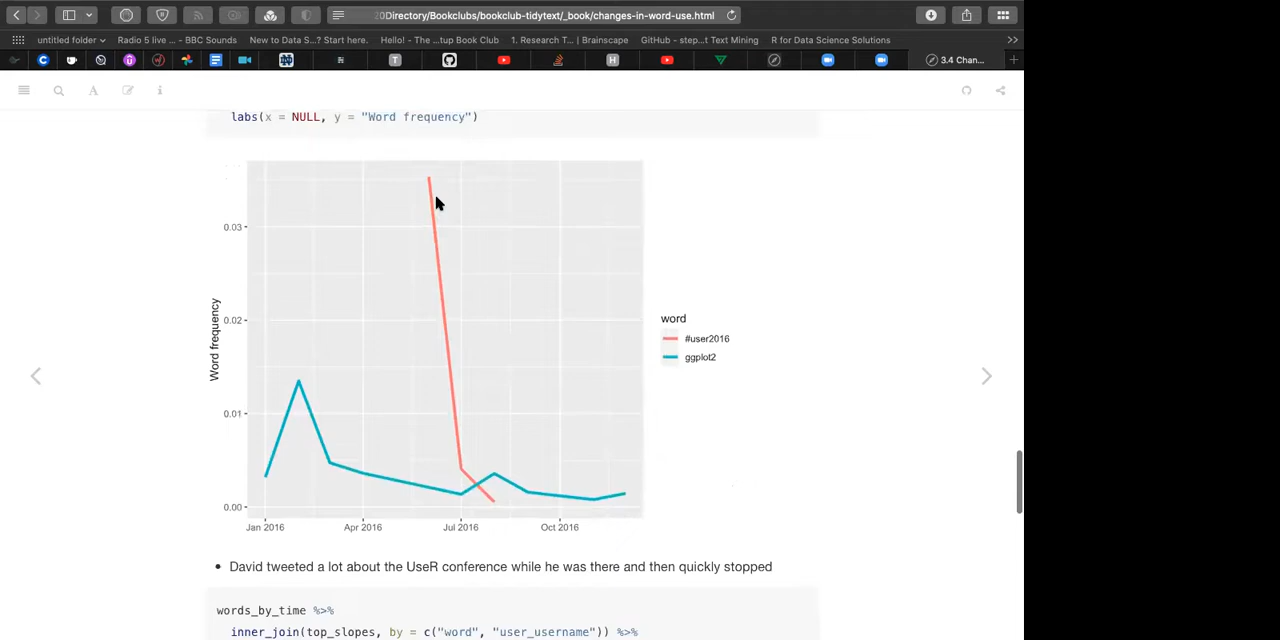 20Directory/Bookclubs/bookclub-tidytext/_book/changes-in-word-use.html
untitled folder
Radio 5 live ... - BBC Sounds
New to Data S...? Start here.
Hello! - The ...tup Book Club
1. Research T... | Brainscape
GitHub - step...t Text Mining
R for Data Science Solutions
3.4 Chan...
labs(x = NULL, y = "Word frequency")
Word frequency
0.03
0.02
0.01
0.00
Jan 2016
Apr 2016
Jul 2016
Oct 2016
word
#user2016
ggplot2
• David tweeted a lot about the UseR conference while he was there and then quickly stopped
words_by_time %>%
inner_join(top_slopes, by = c("word", "user_username")) %>%